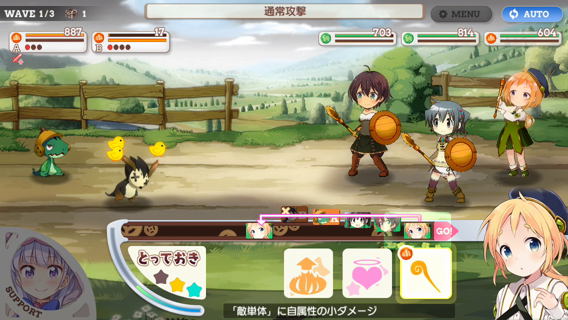 WAVE 1/3 1
通常攻撃
MENU
AUTO
887
17
703
814
604
A
B
GO!
とっておき
SUPPORT
「敵単体」に自属性の小ダメージ